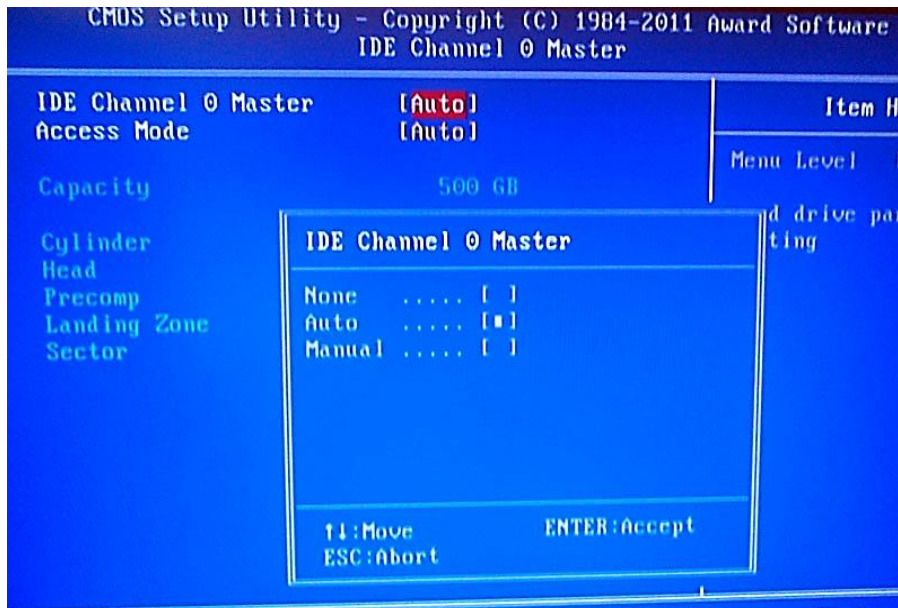 CMOS Setup Utility - Copyright (C) 1984-2011 Award Software
IDE Channel 0 Master
IDE Channel 0 Master [Auto]
Access Mode [Auto]
Capacity 500 GB
Cylinder
Head
Precomp
Landing Zone
Sector
Item H
Menu Level
d drive par
ting
IDE Channel 0 Master
None ..... [ ]
Auto ..... [■]
Manual ..... [ ]
↑↓:Move ENTER:Accept
ESC:Abort